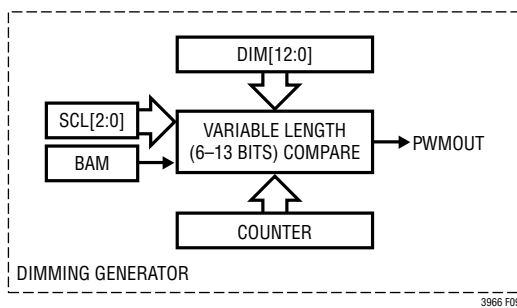 DIM[12:0]
SCL[2:0]
BAM
VARIABLE LENGTH
(6–13 BITS) COMPARE
PWMOUT
COUNTER
DIMMING GENERATOR
3966 F09